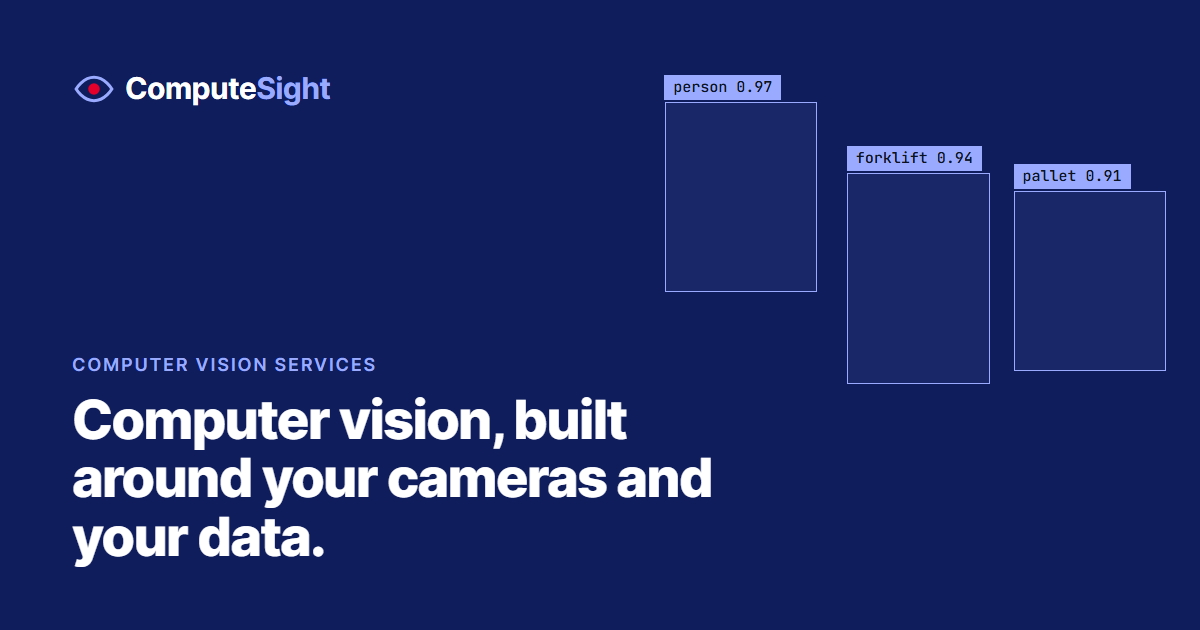 ComputeSight
person 0.97
forklift 0.94
pallet 0.91
COMPUTER VISION SERVICES
Computer vision, built
around your cameras and
your data.